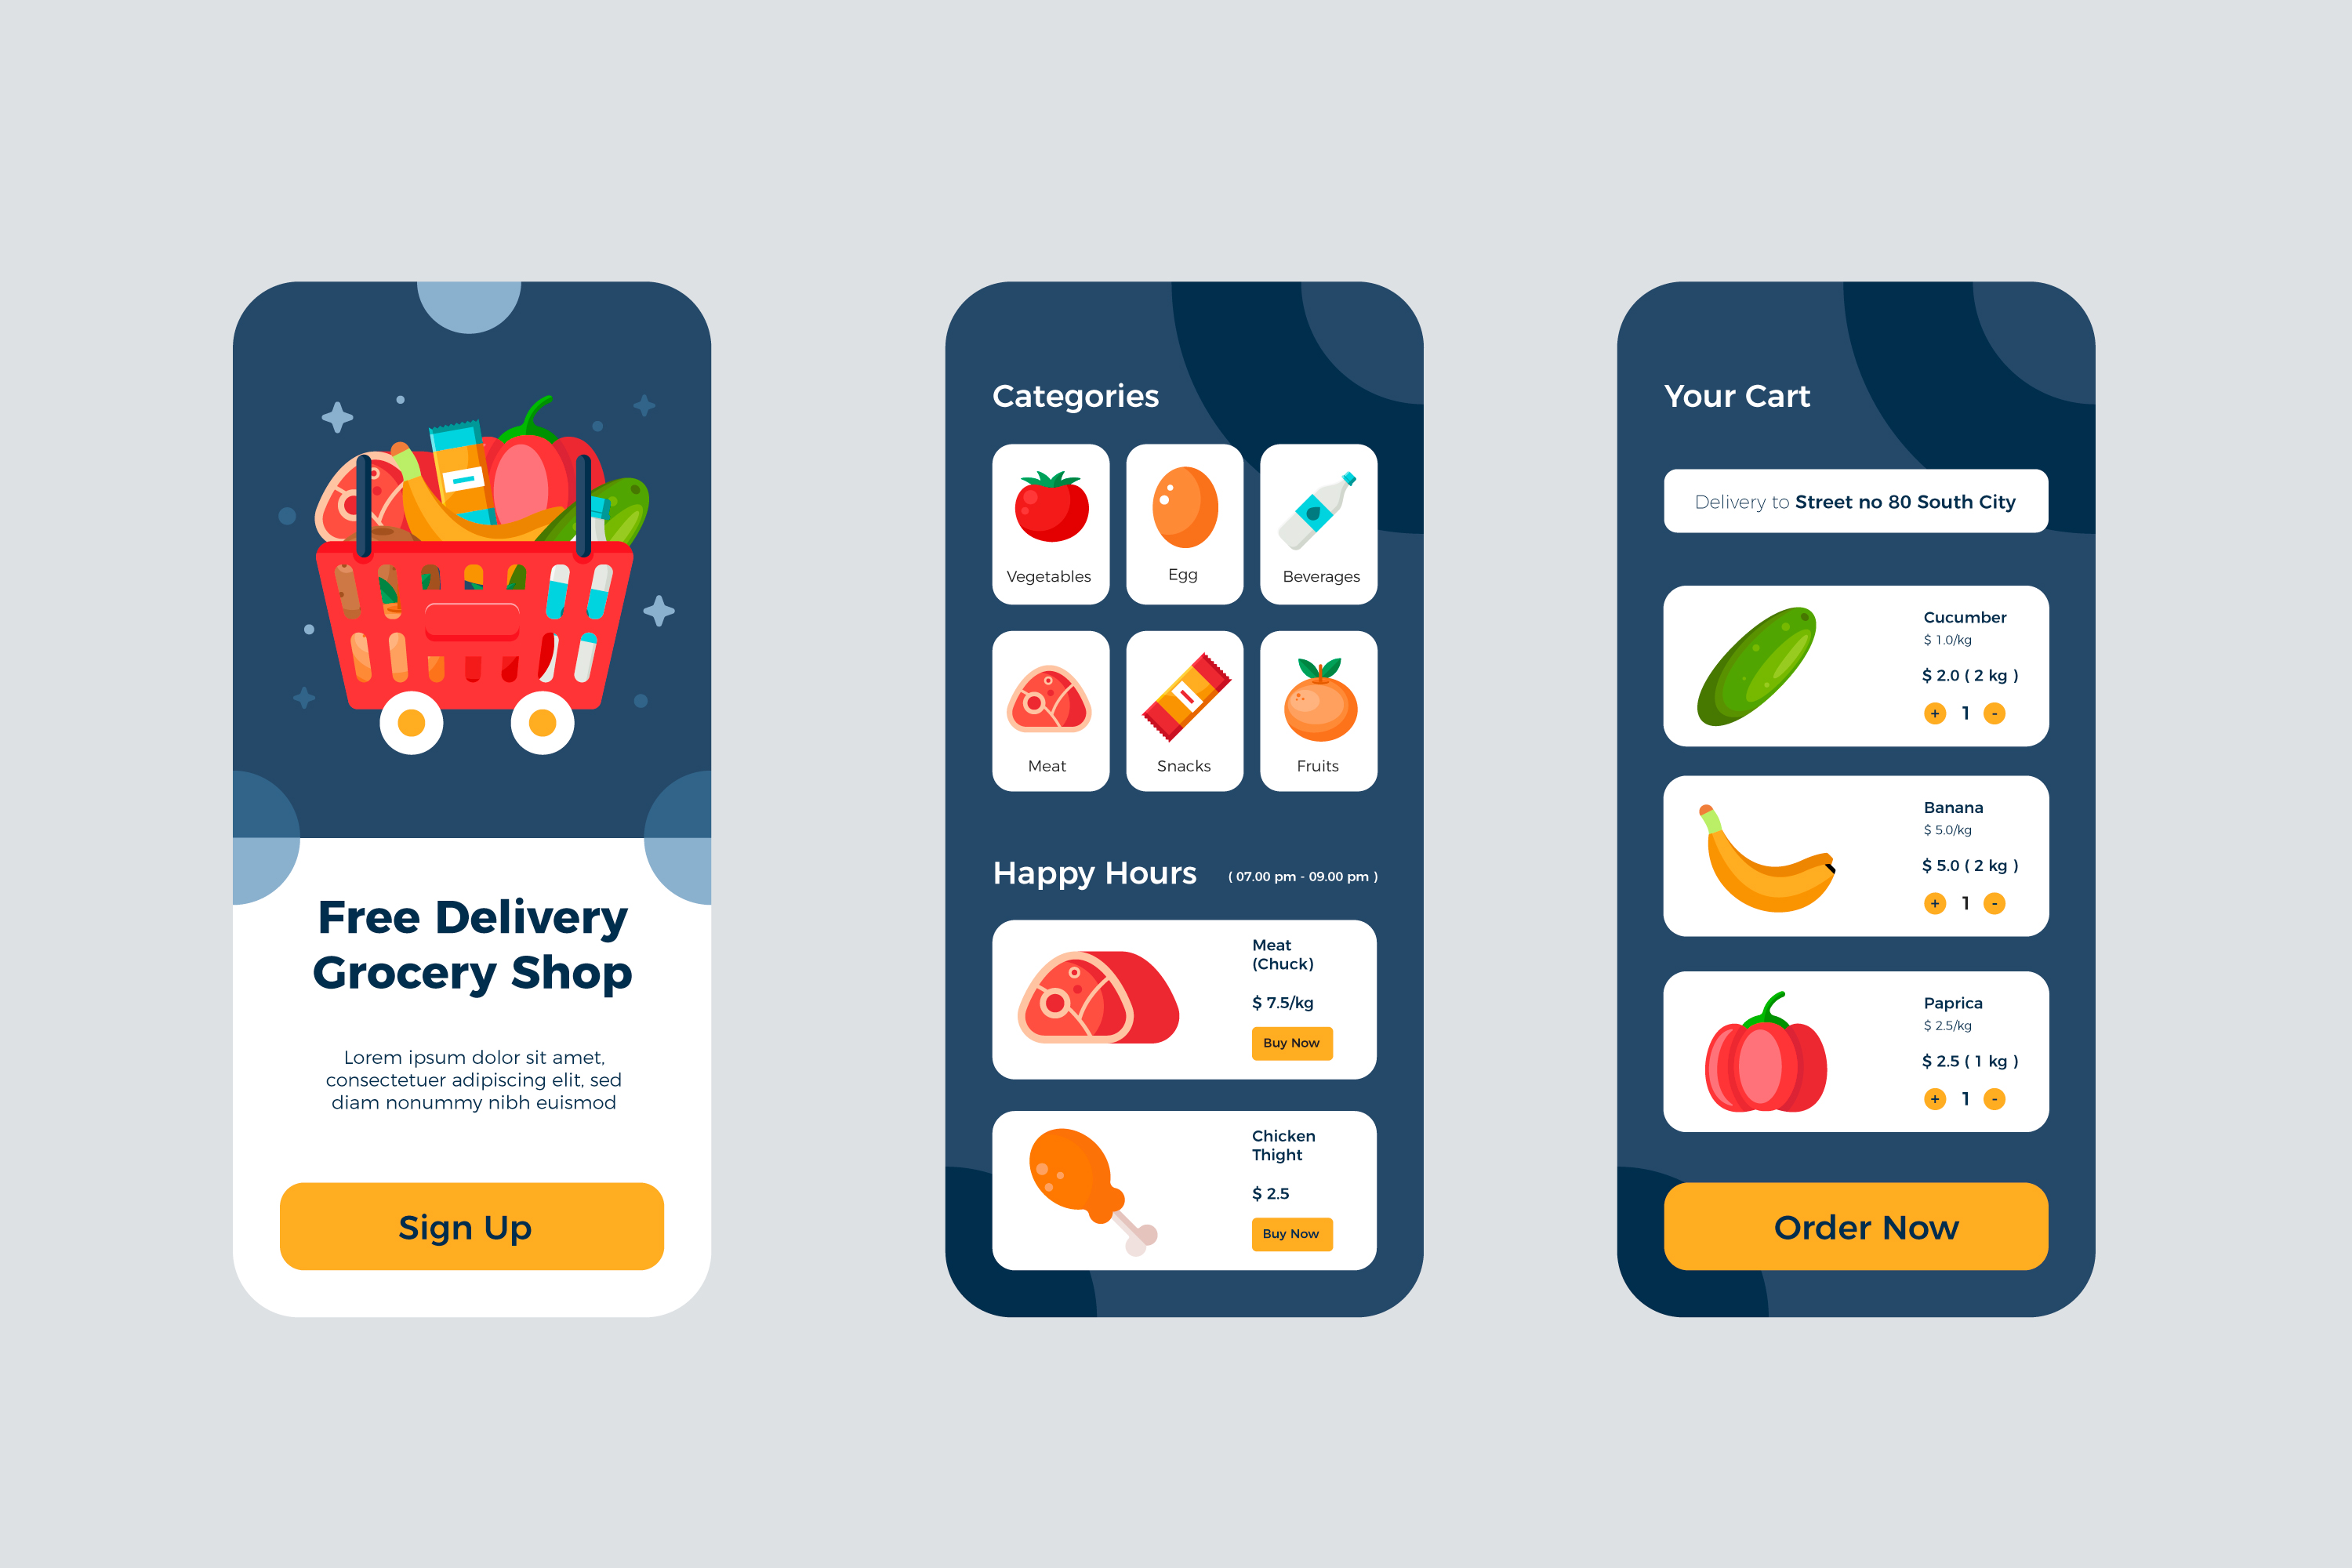 Free Delivery
Grocery Shop
Lorem ipsum dolor sit amet,
consectetuer adipiscing elit, sed
diam nonummy nibh euismod
Sign Up
Categories
Vegetables
Egg
Beverages
Meat
Snacks
Fruits
Happy Hours ( 07.00 pm - 09.00 pm )
Meat
(Chuck)
$ 7.5/kg
Buy Now
Chicken
Thight
$ 2.5
Buy Now
Your Cart
Delivery to Street no 80 South City
Cucumber
$ 1.0/kg
$ 2.0 ( 2 kg )
+ 1 -
Banana
$ 5.0/kg
$ 5.0 ( 2 kg )
+ 1 -
Paprica
$ 2.5/kg
$ 2.5 ( 1 kg )
+ 1 -
Order Now